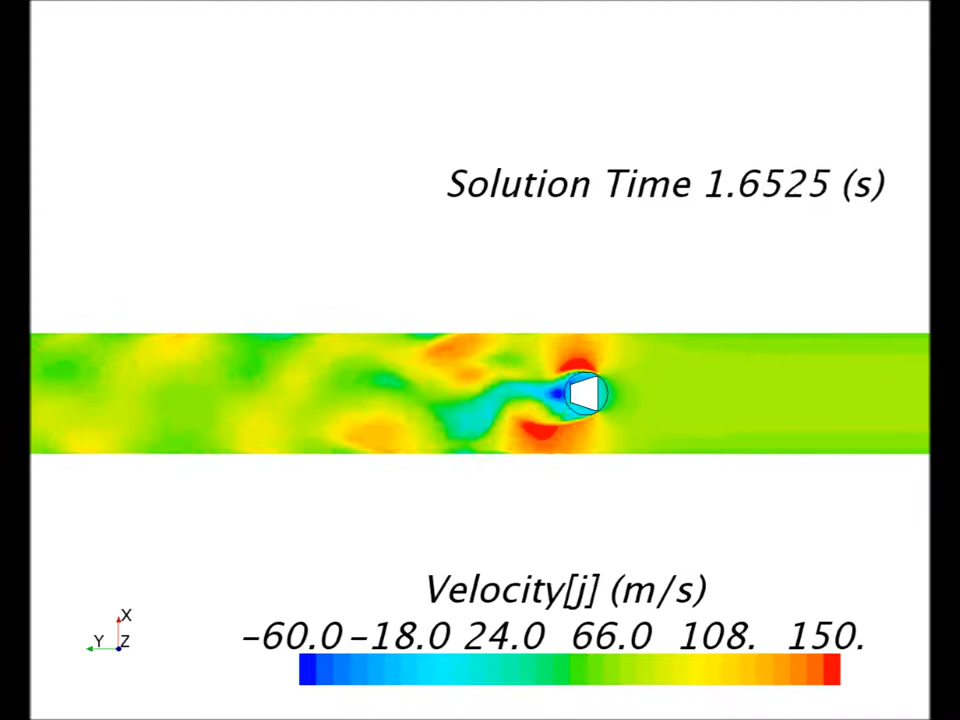 Solution Time 1.6525 (s)
Velocity[j] (m/s)
-60.0 -18.0 24.0 66.0 108. 150.
X
Y Z